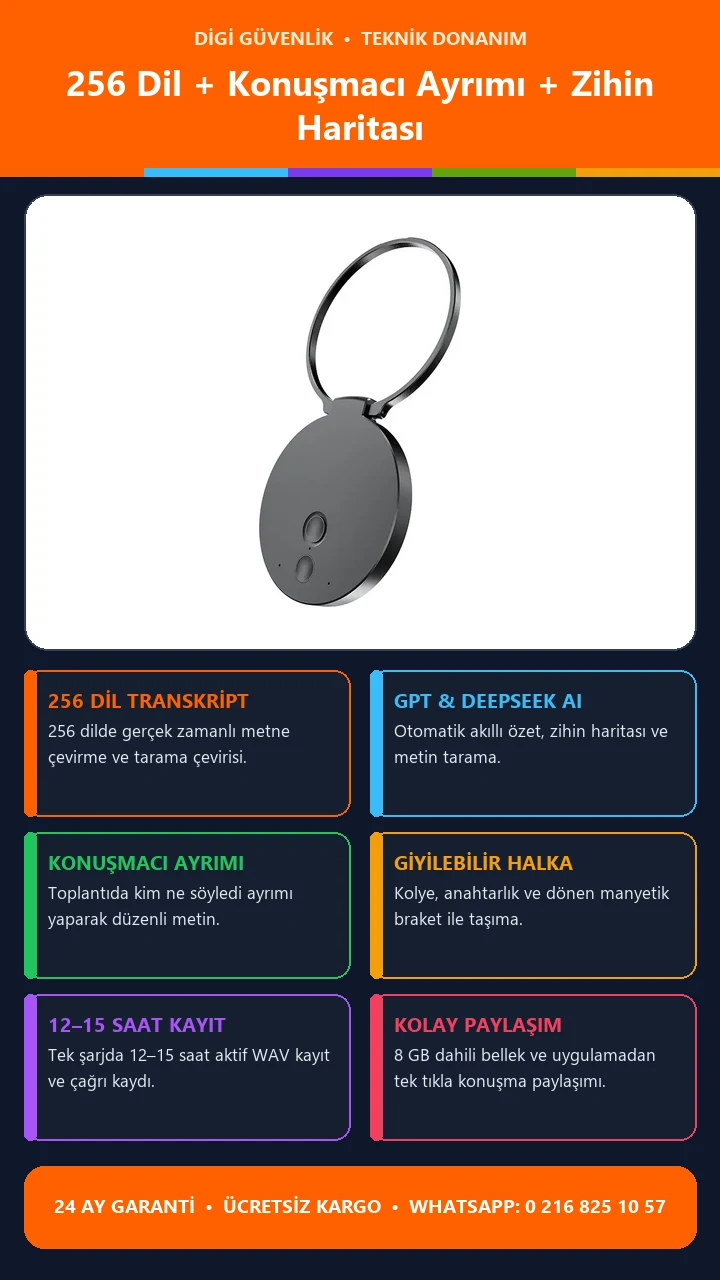 DİGİ GÜVENLİK • TEKNİK DONANIM
256 Dil + Konuşmacı Ayrımı + Zihin
Haritası
256 DİL TRANSKRİPT
256 dilde gerçek zamanlı metne
çevirme ve tarama çevirisi.
GPT & DEEPSEEK AI
Otomatik akıllı özet, zihin haritası ve
metin tarama.
KONUŞMACI AYRIMI
Toplantıda kim ne söyledi ayrımı
yaparak düzenli metin.
GİYİLEBİLİR HALKA
Kolye, anahtarlık ve dönen manyetik
braket ile taşıma.
12–15 SAAT KAYIT
Tek şarjda 12–15 saat aktif WAV kayıt
ve çağrı kaydı.
KOLAY PAYLAŞIM
8 GB dahili bellek ve uygulamadan
tek tıkla konuşma paylaşımı.
24 AY GARANTİ • ÜCRETSİZ KARGO • WHATSAPP: 0 216 825 10 57